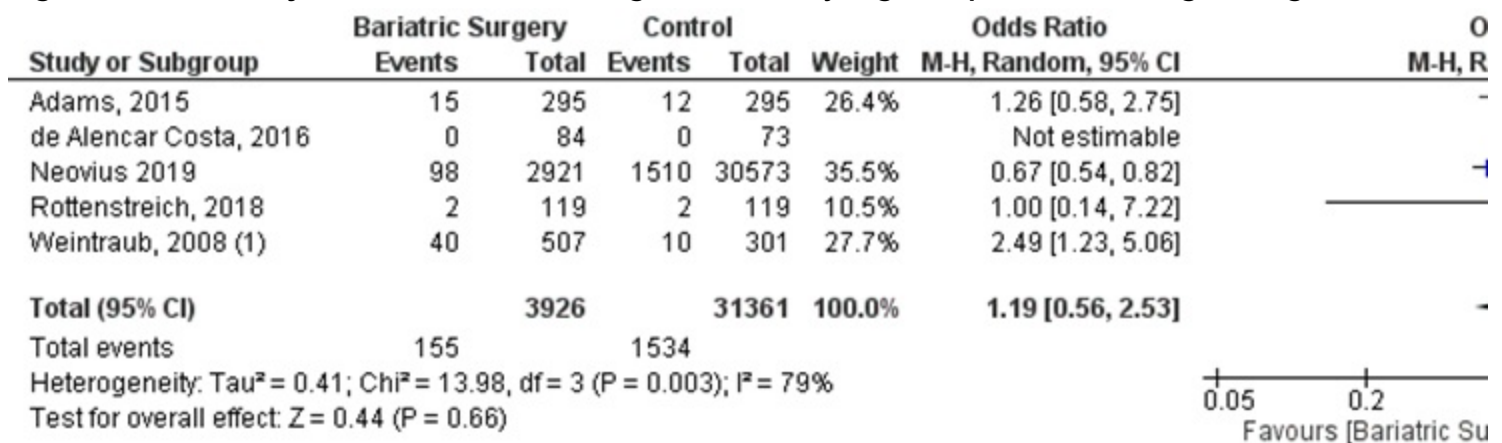 Bariatric Surgery Control Odds Ratio O
Study or Subgroup Events Total Events Total Weight M-H, Random, 95% CI M-H, R
Adams, 2015 15 295 12 295 26.4% 1.26 [0.58, 2.75]
de Alencar Costa, 2016 0 84 0 73 Not estimable
Neovius 2019 98 2921 1510 30573 35.5% 0.67 [0.54, 0.82]
Rottenstreich, 2018 2 119 2 119 10.5% 1.00 [0.14, 7.22]
Weintraub, 2008 (1) 40 507 10 301 27.7% 2.49 [1.23, 5.06]
Total (95% CI) 3926 31361 100.0% 1.19 [0.56, 2.53]
Total events 155 1534
Heterogeneity: Tau² = 0.41; Chi² = 13.98, df = 3 (P = 0.003); I² = 79%
Test for overall effect: Z = 0.44 (P = 0.66)
0.05 0.2
Favours [Bariatric Su